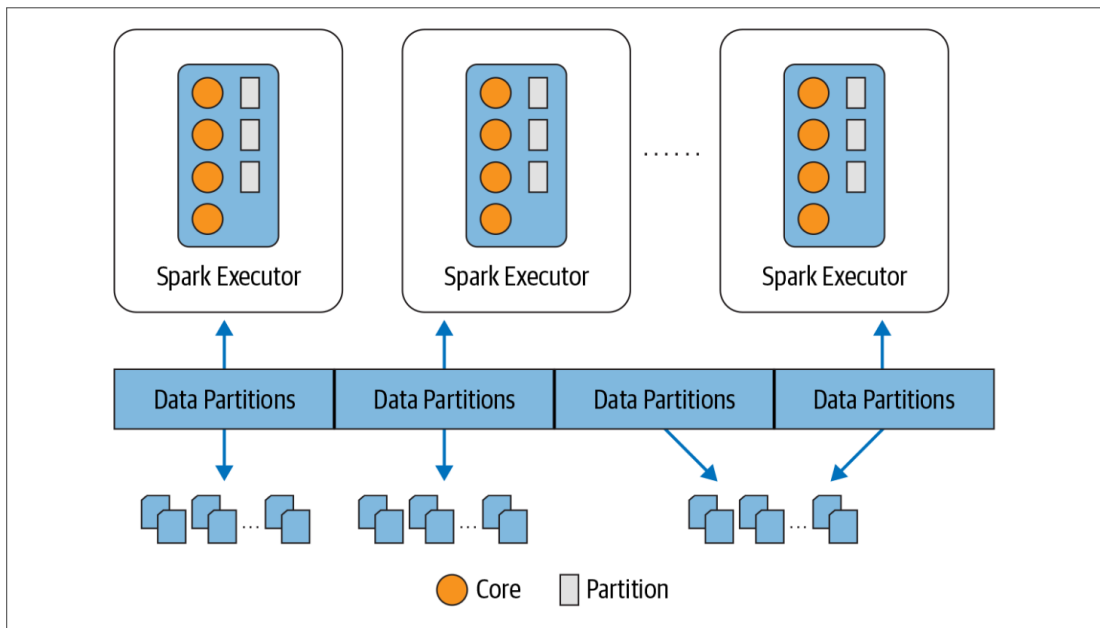 ......
Spark Executor
Spark Executor
Spark Executor
Data Partitions
Data Partitions
Data Partitions
Data Partitions
...
...
...
Core
Partition